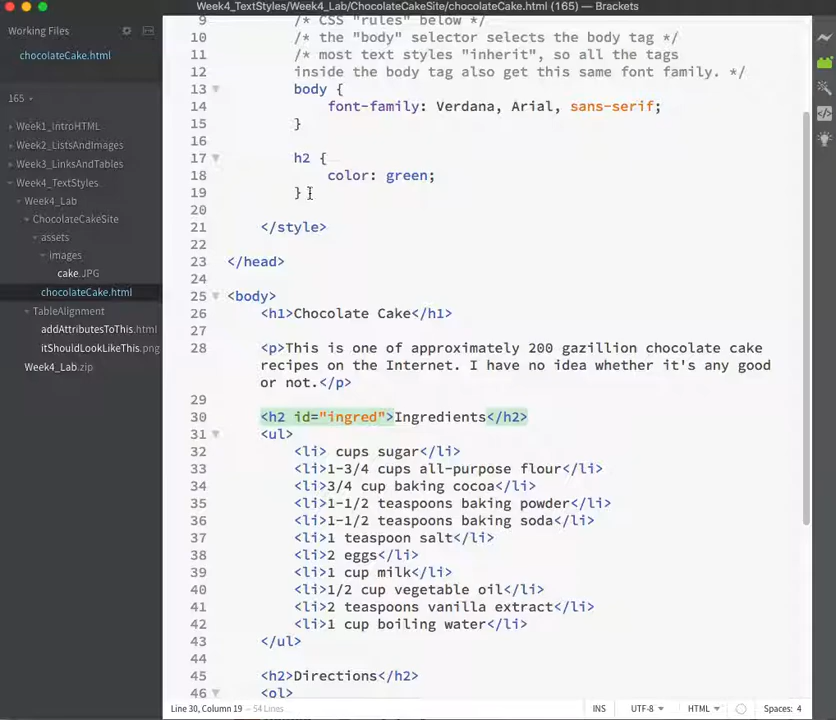 Week4_TextStyles/Week4_Lab/ChocolateCakeSite/chocolateCake.html (165) — Brackets
Working Files
chocolateCake.html
165
Week1_IntroHTML
Week2_ListsAndImages
Week3_LinksAndTables
Week4_TextStyles
Week4_Lab
ChocolateCakeSite
assets
images
cake.JPG
chocolateCake.html
TableAlignment
addAttributesToThis.html
itShouldLookLikeThis.png
Week4_Lab.zip
9 /* CSS "rules" below */
10 /* the "body" selector selects the body tag */
11 /* most text styles "inherit", so all the tags
12 inside the body tag also get this same font family. */
13 body {
14 font-family: Verdana, Arial, sans-serif;
15 }
16
17 h2 {
18 color: green;
19 }
20
21 </style>
22
23 </head>
24
25 <body>
26 <h1>Chocolate Cake</h1>
27
28 <p>This is one of approximately 200 gazillion chocolate cake
recipes on the Internet. I have no idea whether it's any good
or not.</p>
29
30 <h2 id="ingred">Ingredients</h2>
31 <ul>
32 <li> cups sugar</li>
33 <li>1-3/4 cups all-purpose flour</li>
34 <li>3/4 cup baking cocoa</li>
35 <li>1-1/2 teaspoons baking powder</li>
36 <li>1-1/2 teaspoons baking soda</li>
37 <li>1 teaspoon salt</li>
38 <li>2 eggs</li>
39 <li>1 cup milk</li>
40 <li>1/2 cup vegetable oil</li>
41 <li>2 teaspoons vanilla extract</li>
42 <li>1 cup boiling water</li>
43 </ul>
44
45 <h2>Directions</h2>
46 <ol>
Line 30, Column 19 — 54 Lines
INS
UTF-8
HTML
Spaces: 4